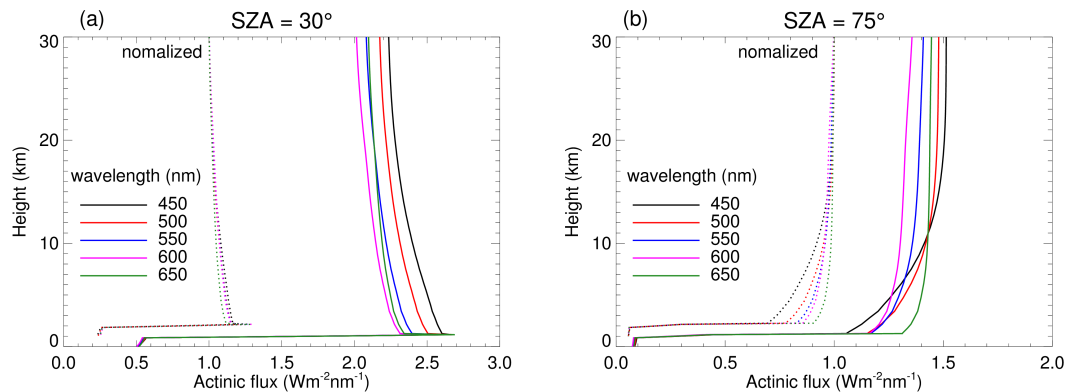 (a)
SZA = 30°
30
20
10
0
Height (km)
nomalized
wavelength (nm)
450
500
550
600
650
0.0 0.5 1.0 1.5 2.0 2.5 3.0
Actinic flux (Wm⁻²nm⁻¹)
(b)
SZA = 75°
30
20
10
0
Height (km)
nomalized
wavelength (nm)
450
500
550
600
650
0.0 0.5 1.0 1.5 2.0
Actinic flux (Wm⁻²nm⁻¹)